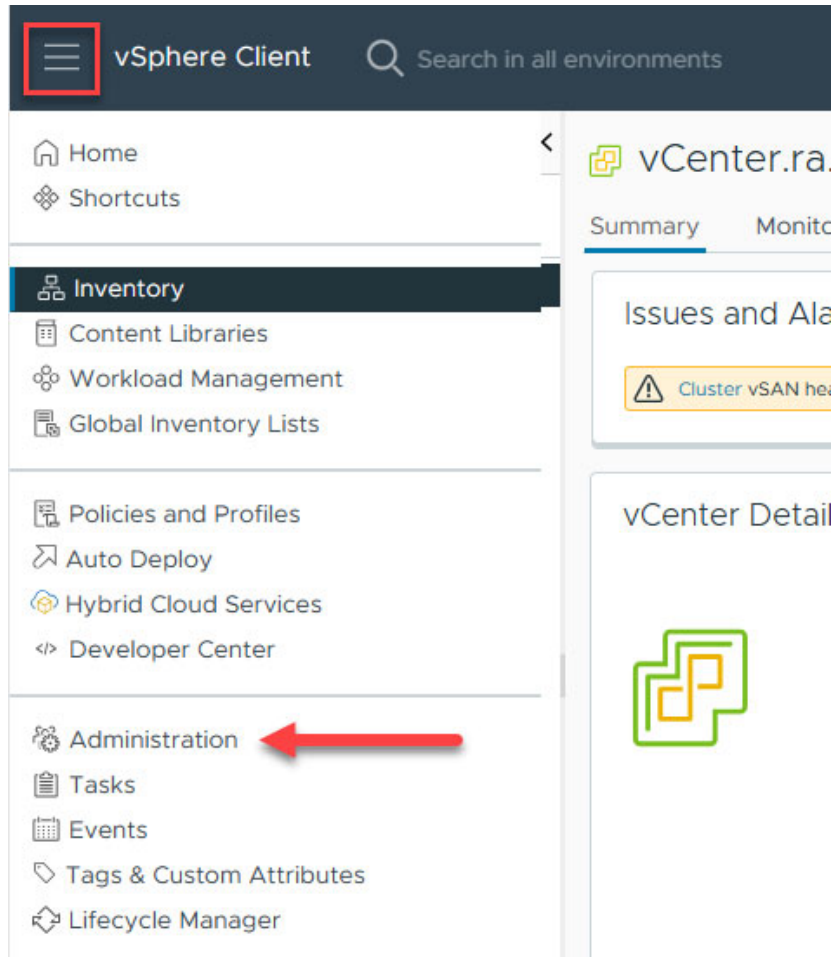 vSphere Client
Search in all environments
Home
Shortcuts
Inventory
Content Libraries
Workload Management
Global Inventory Lists
Policies and Profiles
Auto Deploy
Hybrid Cloud Services
Developer Center
Administration
Tasks
Events
Tags & Custom Attributes
Lifecycle Manager
vCenter.ra.
Summary Monito
Issues and Ala
Cluster vSAN hea
vCenter Detail